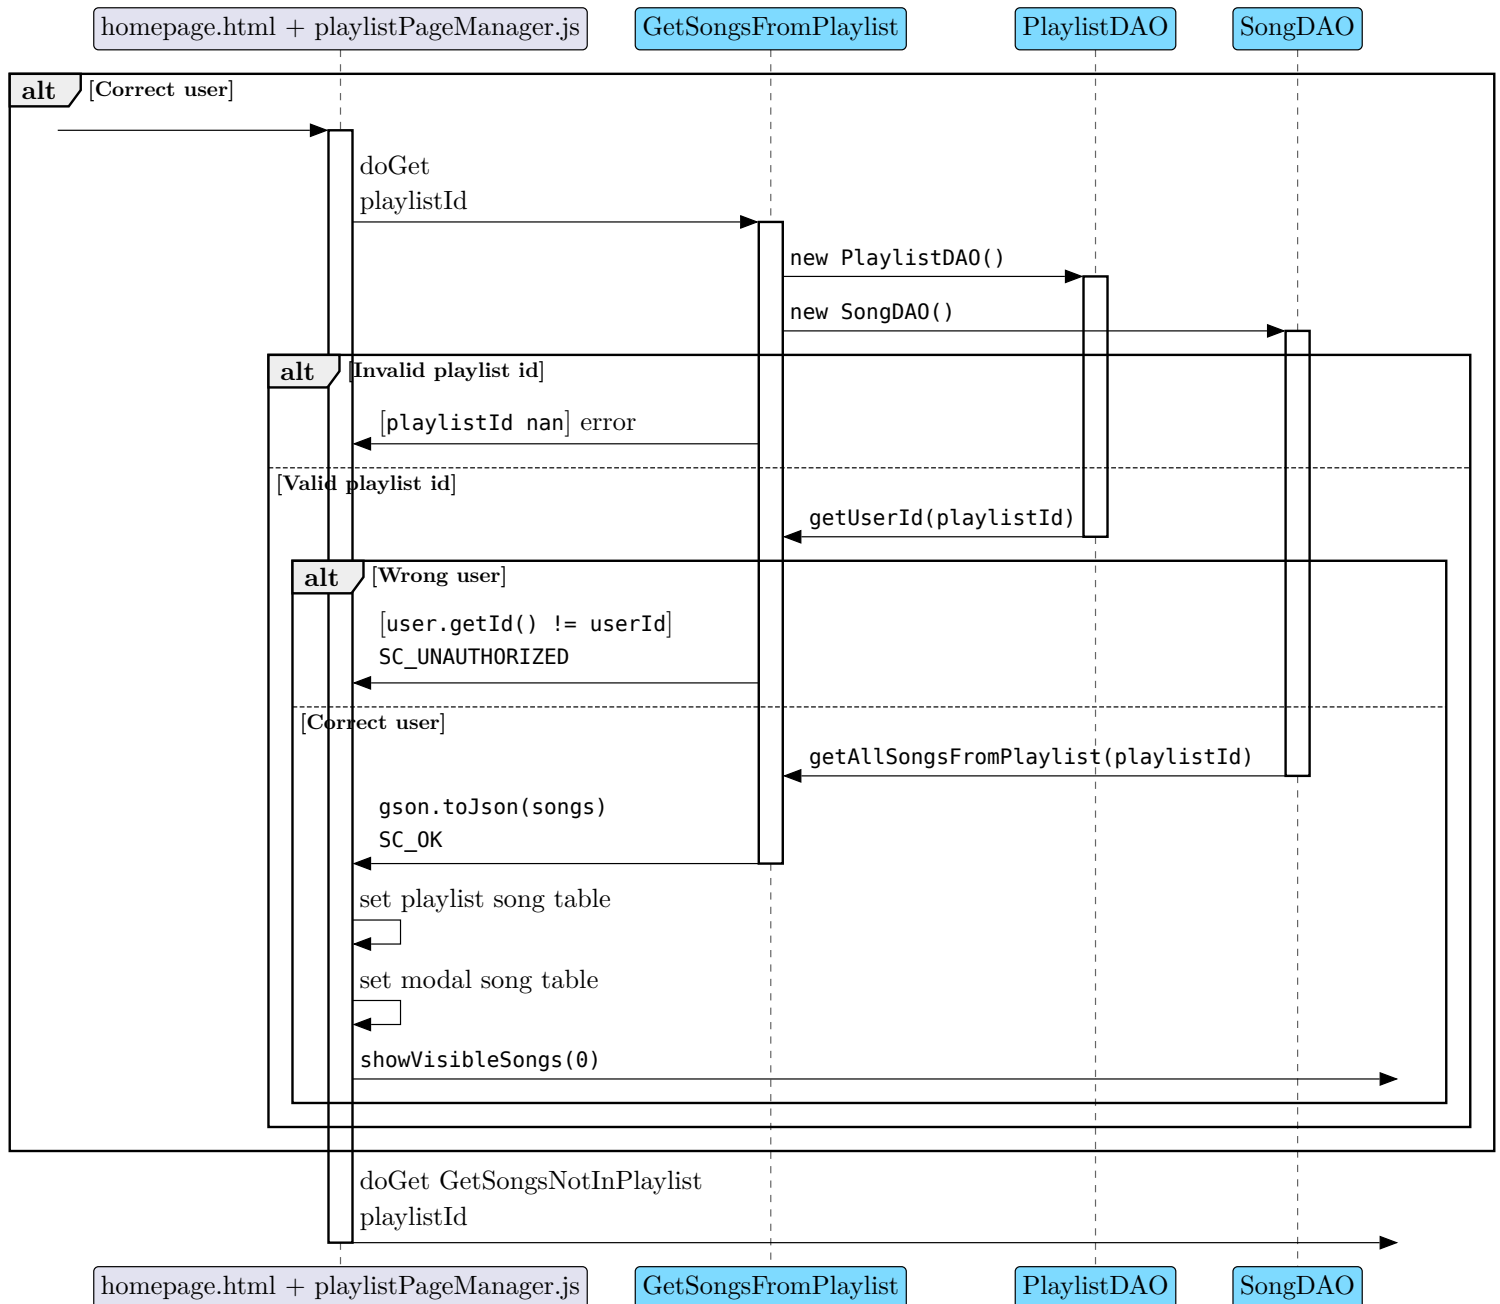 homepage.html + playlistPageManager.js
GetSongsFromPlaylist
PlaylistDAO
SongDAO
alt
[Correct user]
doGet
playlistId
new PlaylistDAO()
new SongDAO()
alt
[Invalid playlist id]
[playlistId nan] error
[Valid playlist id]
getUserId(playlistId)
alt
[Wrong user]
[user.getId() != userId]
SC_UNAUTHORIZED
[Correct user]
getAllSongsFromPlaylist(playlistId)
gson.toJson(songs)
SC_OK
set playlist song table
set modal song table
showVisibleSongs(0)
doGet GetSongsNotInPlaylist
playlistId
homepage.html + playlistPageManager.js
GetSongsFromPlaylist
PlaylistDAO
SongDAO